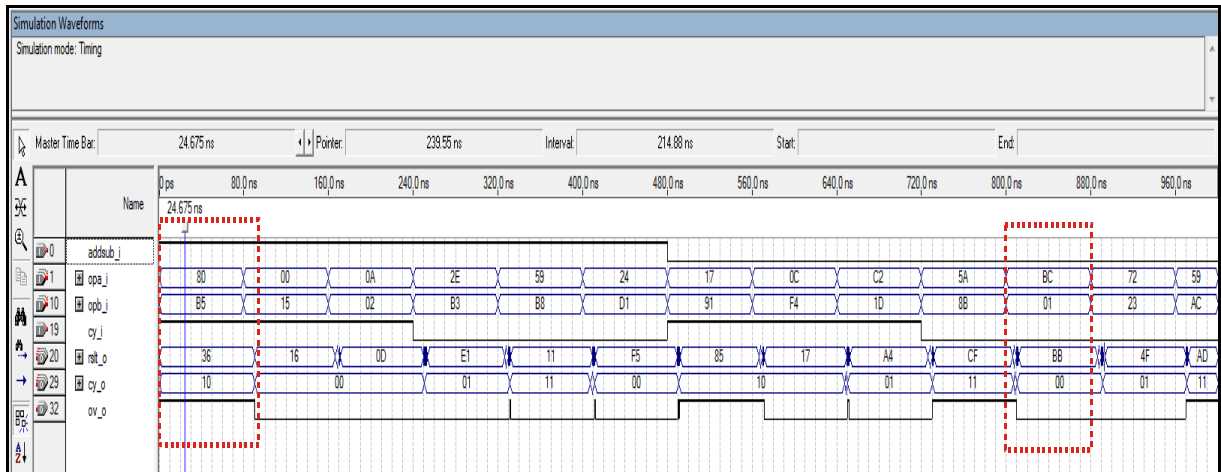 Simulation Waveforms
Simulation mode: Timing
Master Time Bar: 24.675 ns Pointer: 239.55 ns Interval: 214.88 ns Start: End:
Name
0 ps 80.0 ns 160.0 ns 240.0 ns 320.0 ns 400.0 ns 480.0 ns 560.0 ns 640.0 ns 720.0 ns 800.0 ns 880.0 ns 960.0 ns
24.675 ns
0 addsub_i
1 opa_i 80 00 0A 2E 59 24 17 0C C2 5A BC 72 59
10 opb_i B5 15 02 B3 B8 D1 91 F4 1D 8B 01 23 AC
19 cy_i
20 rslt_o 36 16 0D E1 11 F5 85 17 A4 CF BB 4F AD
29 cy_o 10 00 01 11 00 10 01 11 00 01 11
32 ov_o